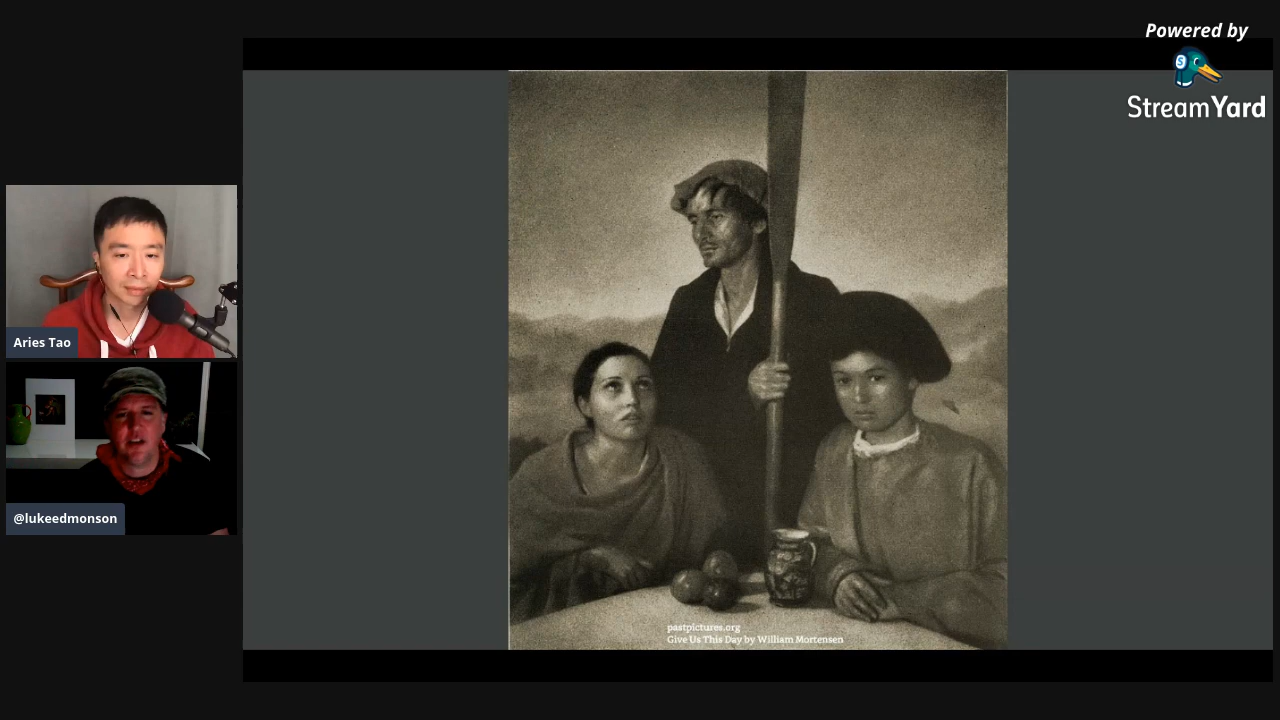 Powered by
StreamYard
Aries Tao
@lukeedmonson
pastpictures.org
Give Us This Day by William Mortensen